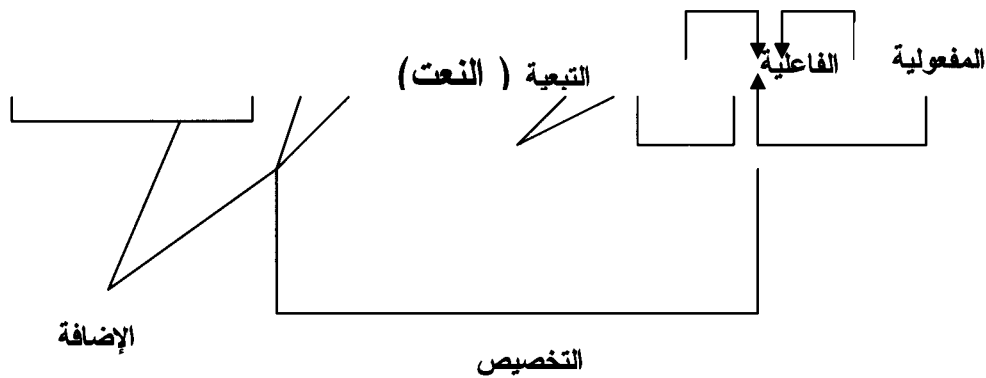 المفعولية
الفاعلية
التبعية ( النعت)
الإضافة
التخصيص